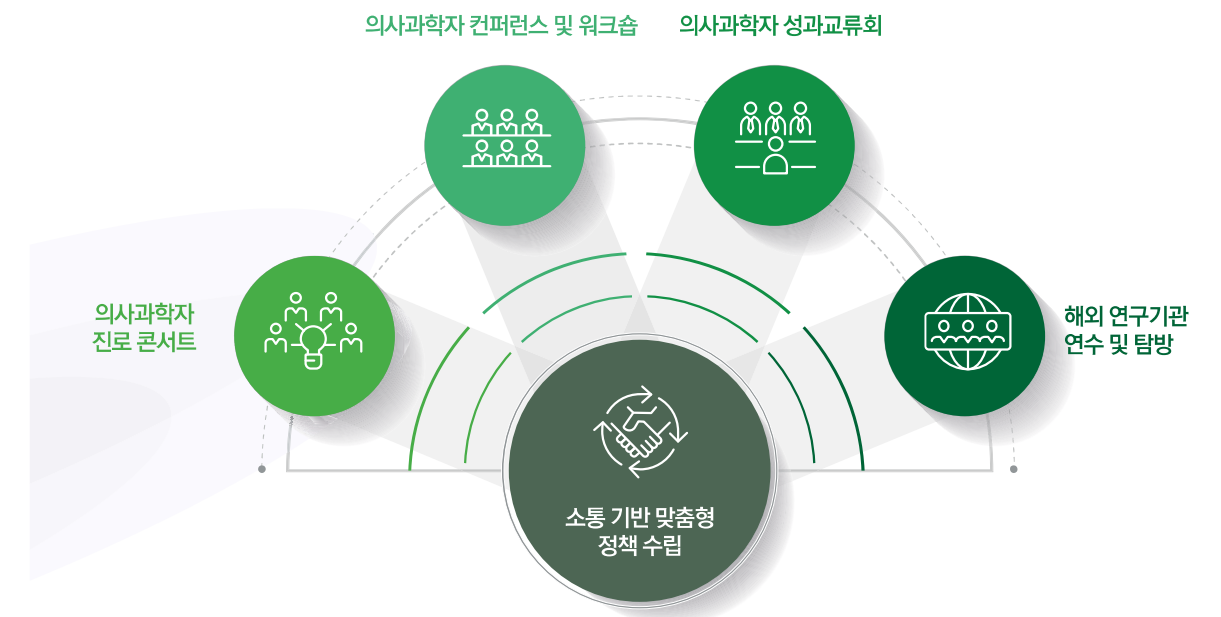 의사과학자 컨퍼런스 및 워크숍
의사과학자 성과교류회
의사과학자
진로 콘서트
해외 연구기관
연수 및 탐방
소통 기반 맞춤형
정책 수립